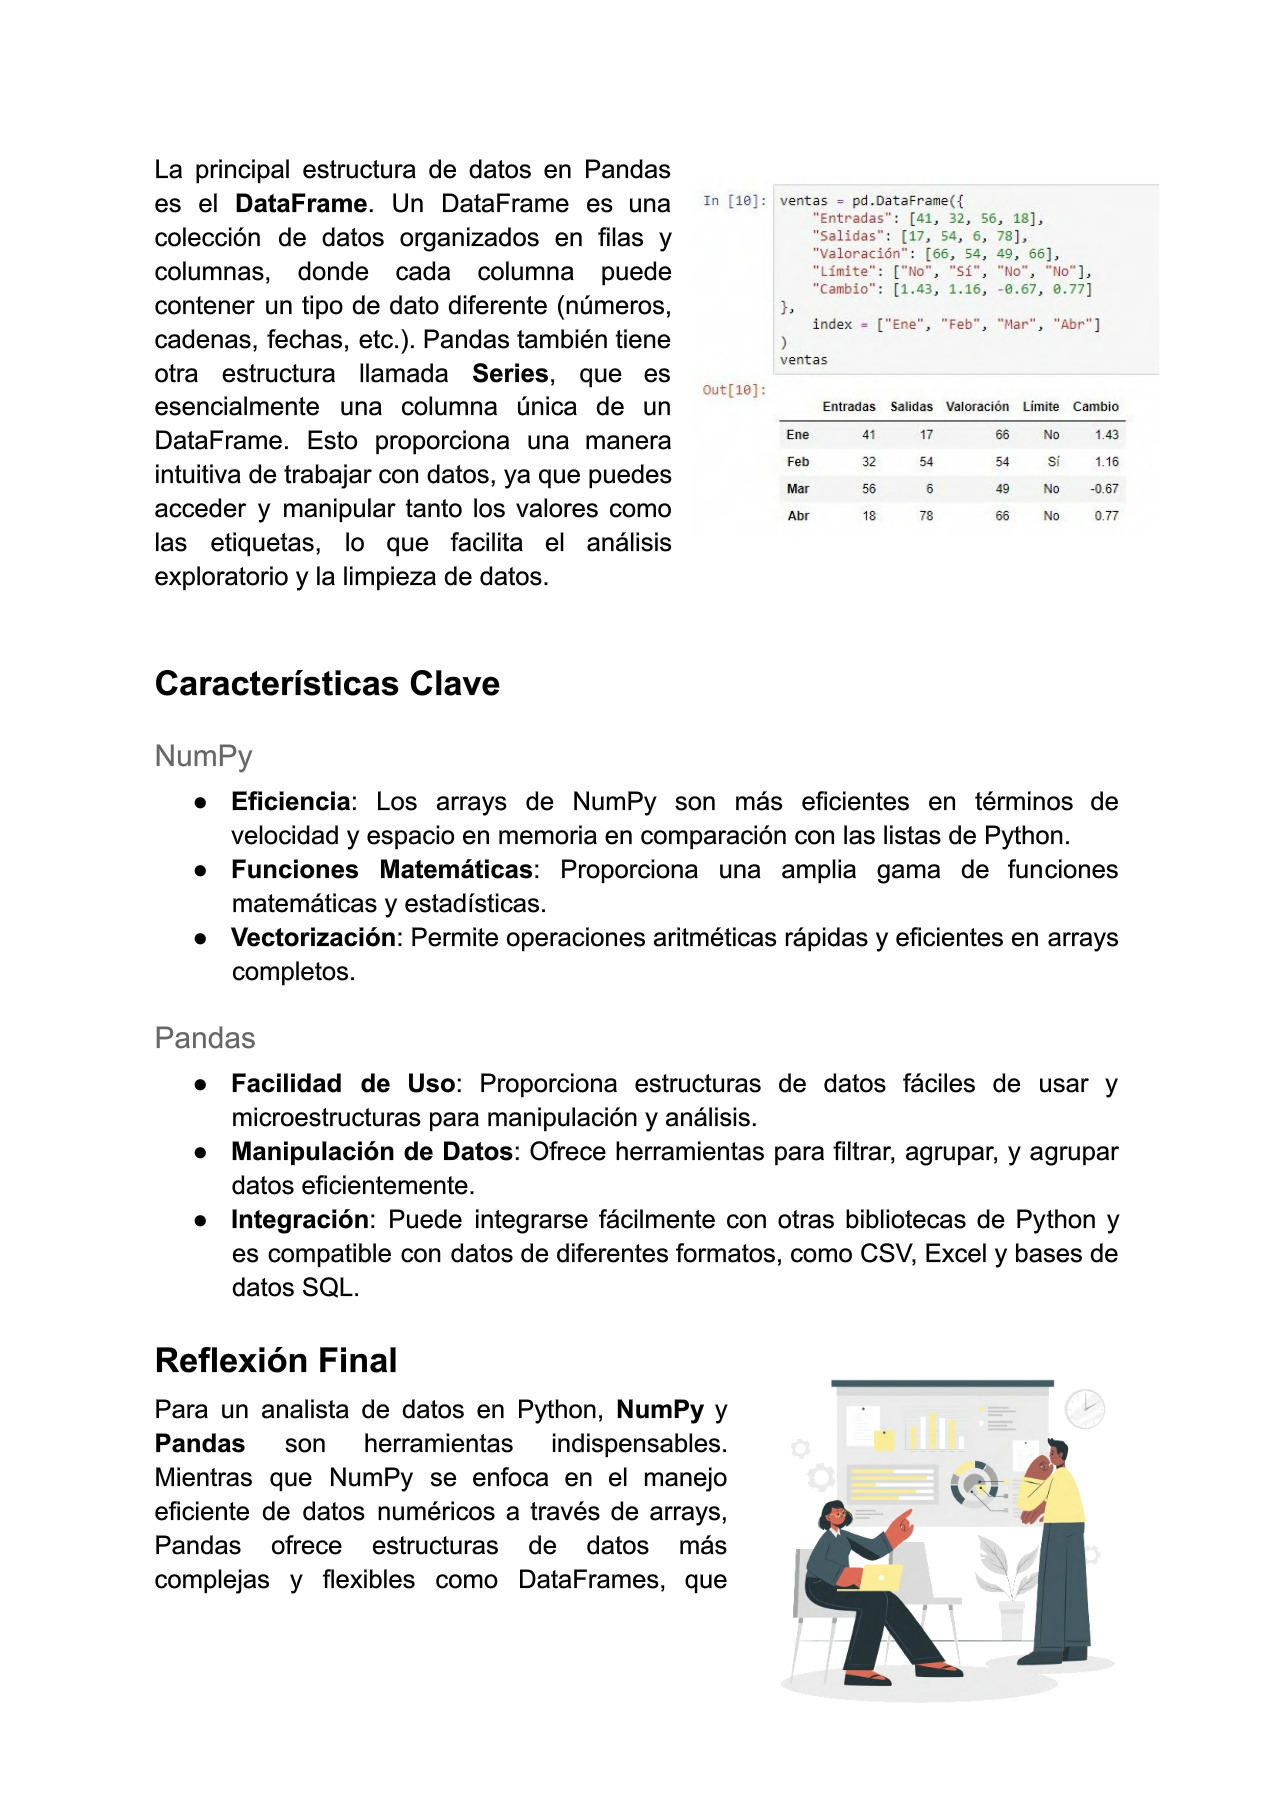 La principal estructura de datos en Pandas
es el DataFrame. Un DataFrame es una
colección de datos organizados en filas y
columnas, donde cada columna puede
contener un tipo de dato diferente (números,
cadenas, fechas, etc.). Pandas también tiene
otra estructura llamada Series, que es
esencialmente una columna única de un
DataFrame. Esto proporciona una manera
intuitiva de trabajar con datos, ya que puedes
acceder y manipular tanto los valores como
las etiquetas, lo que facilita el análisis
exploratorio y la limpieza de datos.
In [10]: ventas = pd.DataFrame({
"Entradas": [41, 32, 56, 18],
"Salidas": [17, 54, 6, 78],
"Valoración": [66, 54, 49, 66],
"Límite": ["No", "Sí", "No", "No"],
"Cambio": [1.43, 1.16, -0.67, 0.77]
},
index = ["Ene", "Feb", "Mar", "Abr"]
)
ventas
Out[10]:
Entradas Salidas Valoración Límite Cambio
Ene 41 17 66 No 1.43
Feb 32 54 54 Sí 1.16
Mar 56 6 49 No -0.67
Abr 18 78 66 No 0.77
Características Clave
NumPy
● Eficiencia: Los arrays de NumPy son más eficientes en términos de
velocidad y espacio en memoria en comparación con las listas de Python.
● Funciones Matemáticas: Proporciona una amplia gama de funciones
matemáticas y estadísticas.
● Vectorización: Permite operaciones aritméticas rápidas y eficientes en arrays
completos.
Pandas
● Facilidad de Uso: Proporciona estructuras de datos fáciles de usar y
microestructuras para manipulación y análisis.
● Manipulación de Datos: Ofrece herramientas para filtrar, agrupar, y agrupar
datos eficientemente.
● Integración: Puede integrarse fácilmente con otras bibliotecas de Python y
es compatible con datos de diferentes formatos, como CSV, Excel y bases de
datos SQL.
Reflexión Final
Para un analista de datos en Python, NumPy y
Pandas son herramientas indispensables.
Mientras que NumPy se enfoca en el manejo
eficiente de datos numéricos a través de arrays,
Pandas ofrece estructuras de datos más
complejas y flexibles como DataFrames, que